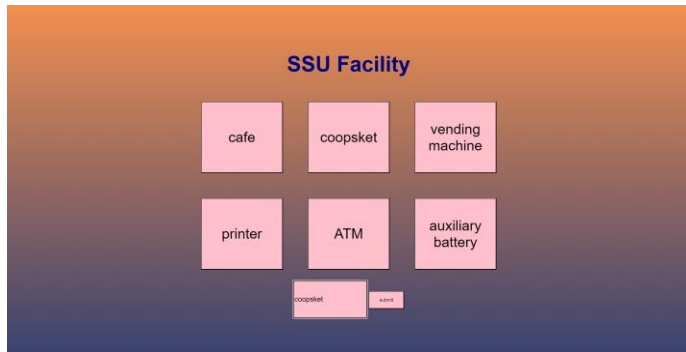 SSU Facility
cafe
coopsket
vending
machine
printer
ATM
auxiliary
battery
coopsket
submit